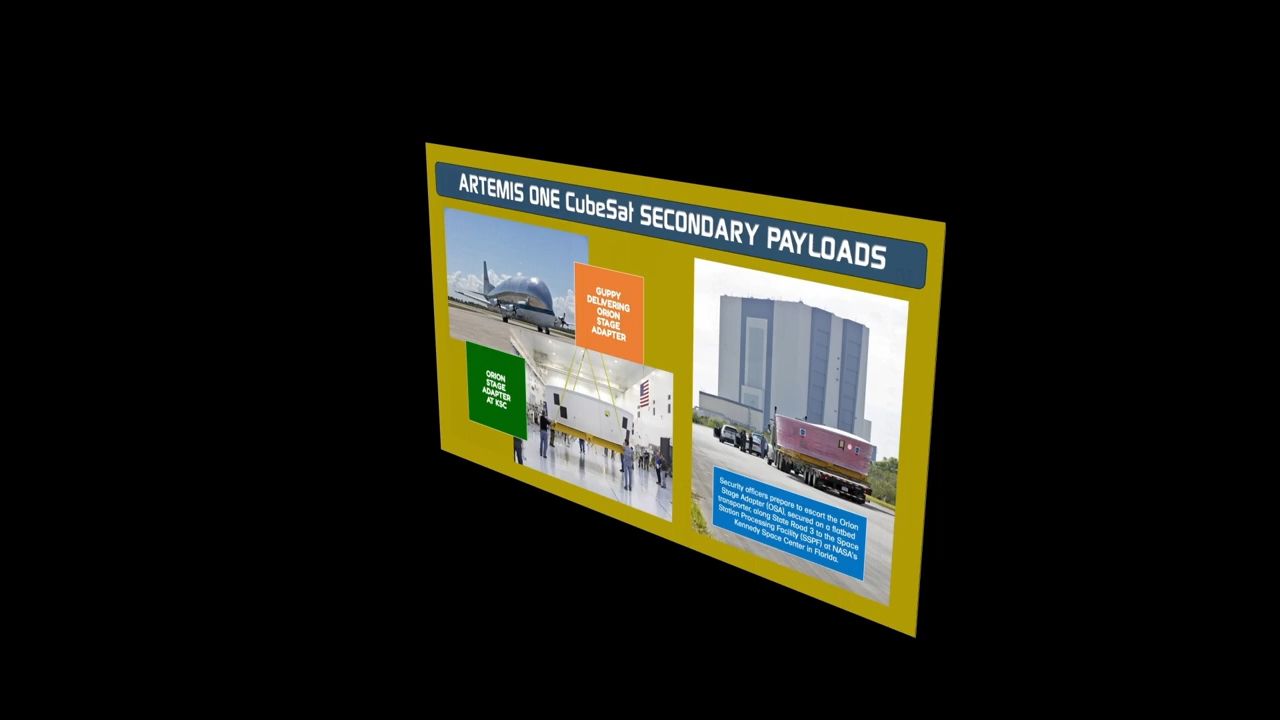 ARTEMIS ONE CubeSat SECONDARY PAYLOADS
GUPPY
DELIVERING
ORION
STAGE
ADAPTER
ORION
STAGE
ADAPTER
AT KSC
Security officers prepare to escort the Orion
Stage Adapter (OSA), secured on a flatbed
transporter, along State Road 3 to the Space
Station Processing Facility (SSPF) at NASA's
Kennedy Space Center in Florida.